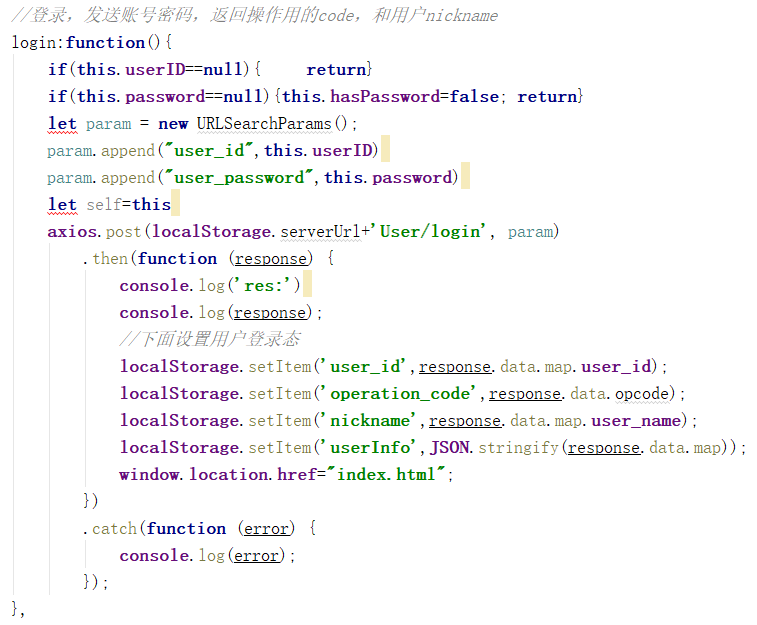 //登录，发送账号密码，返回操作用的code，和用户nickname
login:function(){
    if(this.userID==null){    return}
    if(this.password==null){this.hasPassword=false; return}
    let param = new URLSearchParams();
    param.append("user_id",this.userID)
    param.append("user_password",this.password)
    let self=this
    axios.post(localStorage.serverUrl+'User/login', param)
        .then(function (response) {
            console.log('res:')
            console.log(response);
            //下面设置用户登录态
            localStorage.setItem('user_id',response.data.map.user_id);
            localStorage.setItem('operation_code',response.data.opcode);
            localStorage.setItem('nickname',response.data.map.user_name);
            localStorage.setItem('userInfo',JSON.stringify(response.data.map));
            window.location.href="index.html";
        })
        .catch(function (error) {
            console.log(error);
        });
},